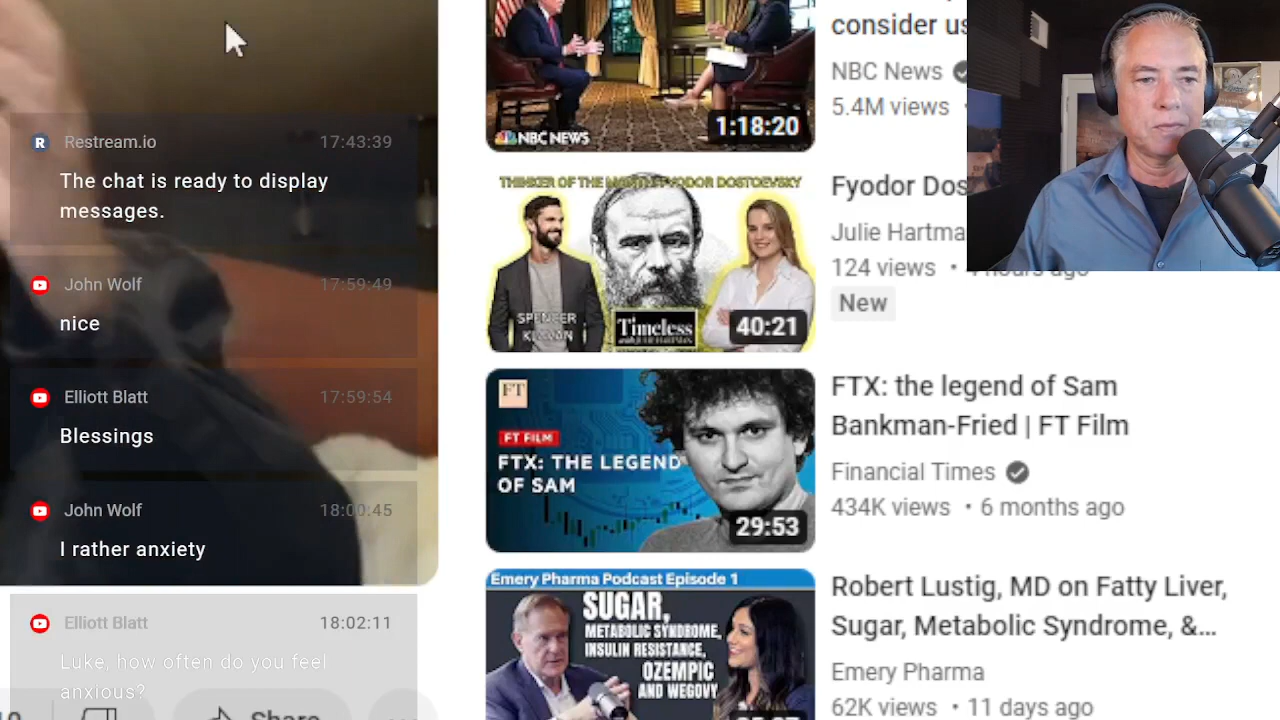 Restream.io 17:43:39
The chat is ready to display
messages.
John Wolf 17:59:49
nice
Elliott Blatt 17:59:54
Blessings
John Wolf 18:00:45
I rather anxiety
Elliott Blatt 18:02:11
Luke, how often do you feel
anxious?
Share
NBC NEWS
1:18:20
consider us
NBC News
5.4M views •
THINKER OF THE MONTH: FYODOR DOSTOEVSKY
SPENCER
Timeless
WITH JULIE HARTMAN
40:21
Fyodor Dos
Julie Hartma
124 views • hours ago
New
FT
FT FILM
FTX: THE LEGEND
OF SAM
29:53
FTX: the legend of Sam
Bankman-Fried | FT Film
Financial Times
434K views • 6 months ago
Emery Pharma Podcast Episode 1
SUGAR,
METABOLIC SYNDROME,
INSULIN RESISTANCE,
OZEMPIC
AND WEGOVY
Robert Lustig, MD on Fatty Liver,
Sugar, Metabolic Syndrome, &...
Emery Pharma
62K views • 11 days ago